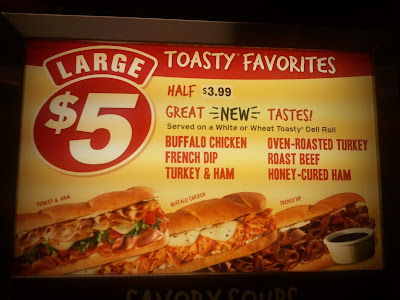 LARGE
$5
TOASTY FAVORITES
HALF $3.99
GREAT NEW TASTES!
Served on a White or Wheat Toasty® Deli Roll
BUFFALO CHICKEN
FRENCH DIP
TURKEY & HAM
OVEN-ROASTED TURKEY
ROAST BEEF
HONEY-CURED HAM
TURKEY & HAM
BUFFALO CHICKEN
FRENCH DIP
SAVORY SOUPS